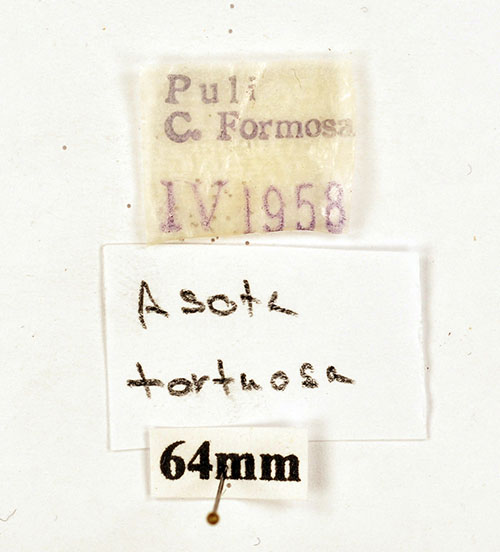 Puli
C. Formosa
IV 1958
Asota
tortuosa
64mm